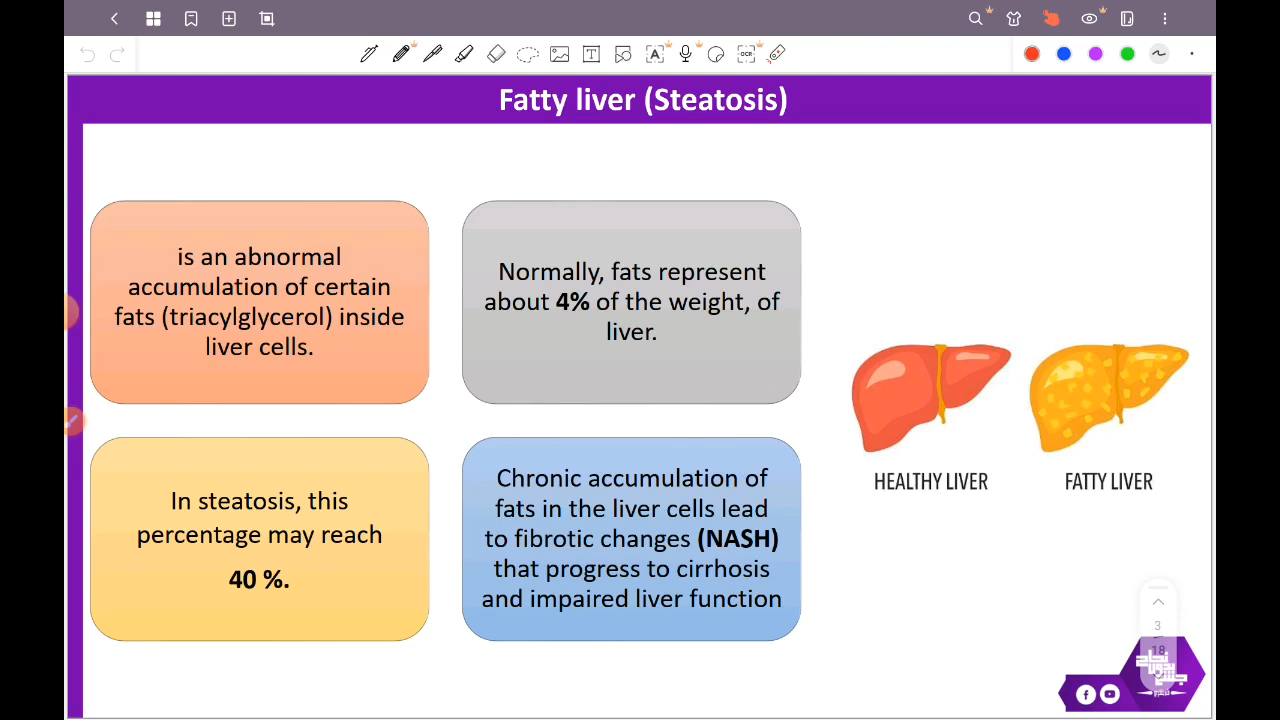 Fatty liver (Steatosis)
is an abnormal
accumulation of certain
fats (triacylglycerol) inside
liver cells.
Normally, fats represent
about 4% of the weight, of
liver.
In steatosis, this
percentage may reach
40 %.
Chronic accumulation of
fats in the liver cells lead
to fibrotic changes (NASH)
that progress to cirrhosis
and impaired liver function
HEALTHY LIVER
FATTY LIVER
3
18